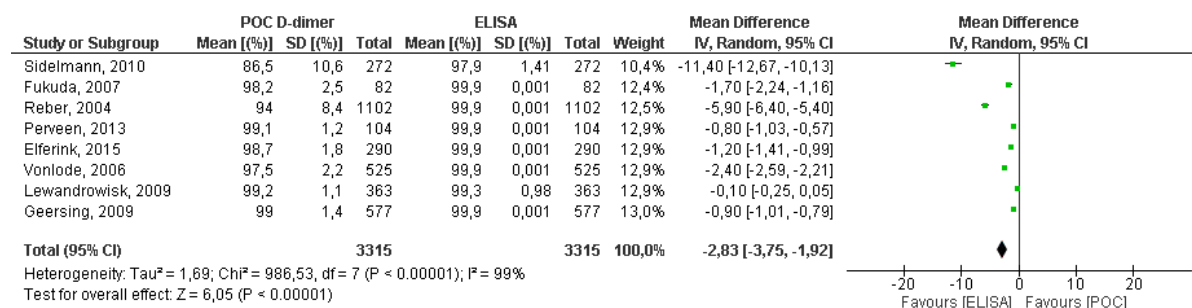 POC D-dimer ELISA Mean Difference Mean Difference
Study or Subgroup Mean [(%)] SD [(%)] Total Mean [(%)] SD [(%)] Total Weight IV, Random, 95% CI IV, Random, 95% CI
Sidelmann, 2010 86,5 10,6 272 97,9 1,41 272 10,4% -11,40 [-12,67, -10,13]
Fukuda, 2007 98,2 2,5 82 99,9 0,001 82 12,4% -1,70 [-2,24, -1,16]
Reber, 2004 94 8,4 1102 99,9 0,001 1102 12,5% -5,90 [-6,40, -5,40]
Perveen, 2013 99,1 1,2 104 99,9 0,001 104 12,9% -0,80 [-1,03, -0,57]
Elferink, 2015 98,7 1,8 290 99,9 0,001 290 12,9% -1,20 [-1,41, -0,99]
Vonlode, 2006 97,5 2,2 525 99,9 0,001 525 12,9% -2,40 [-2,59, -2,21]
Lewandrowisk, 2009 99,2 1,1 363 99,3 0,98 363 12,9% -0,10 [-0,25, 0,05]
Geersing, 2009 99 1,4 577 99,9 0,001 577 13,0% -0,90 [-1,01, -0,79]
Total (95% CI) 3315 3315 100,0% -2,83 [-3,75, -1,92]
Heterogeneity: Tau² = 1,69; Chi² = 986,53, df = 7 (P < 0.00001); I² = 99%
Test for overall effect: Z = 6,05 (P < 0.00001)
-20 -10 0 10 20
Favours [ELISA] Favours [POC]